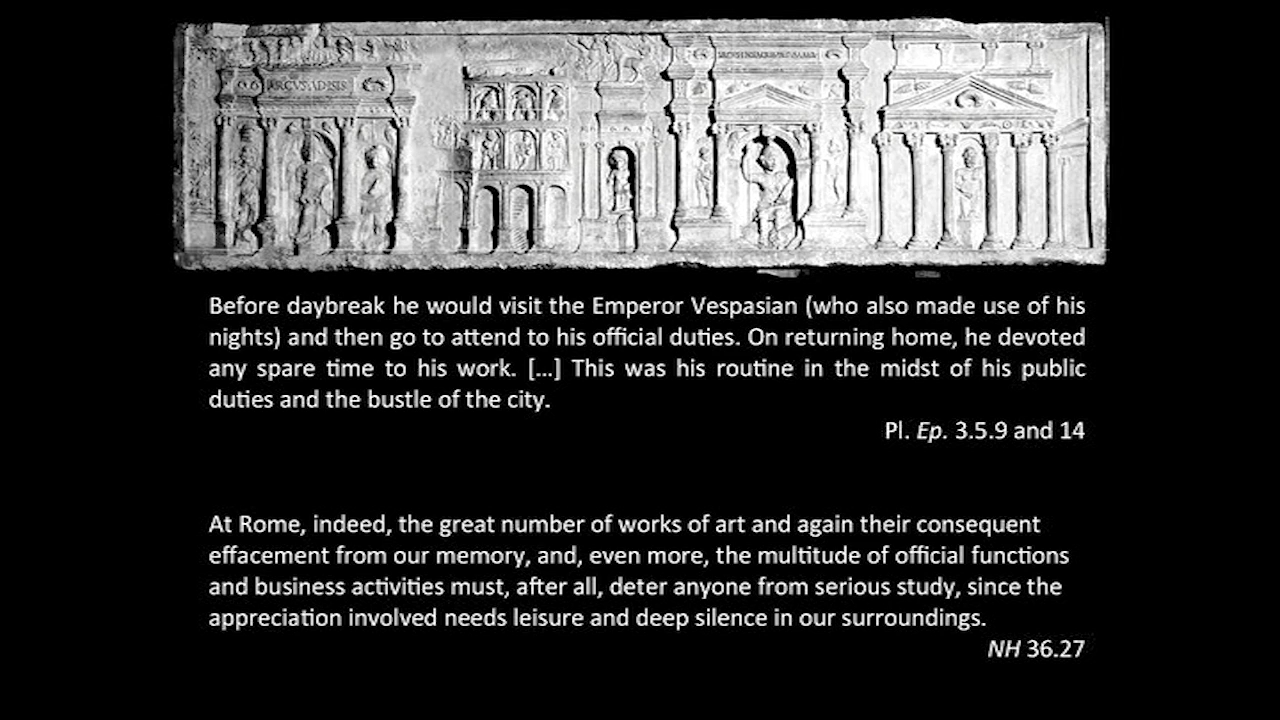 ARCVS AD ISIS
Before daybreak he would visit the Emperor Vespasian (who also made use of his
nights) and then go to attend to his official duties. On returning home, he devoted
any spare time to his work. [...] This was his routine in the midst of his public
duties and the bustle of the city.
Pl. Ep. 3.5.9 and 14
At Rome, indeed, the great number of works of art and again their consequent
effacement from our memory, and, even more, the multitude of official functions
and business activities must, after all, deter anyone from serious study, since the
appreciation involved needs leisure and deep silence in our surroundings.
NH 36.27